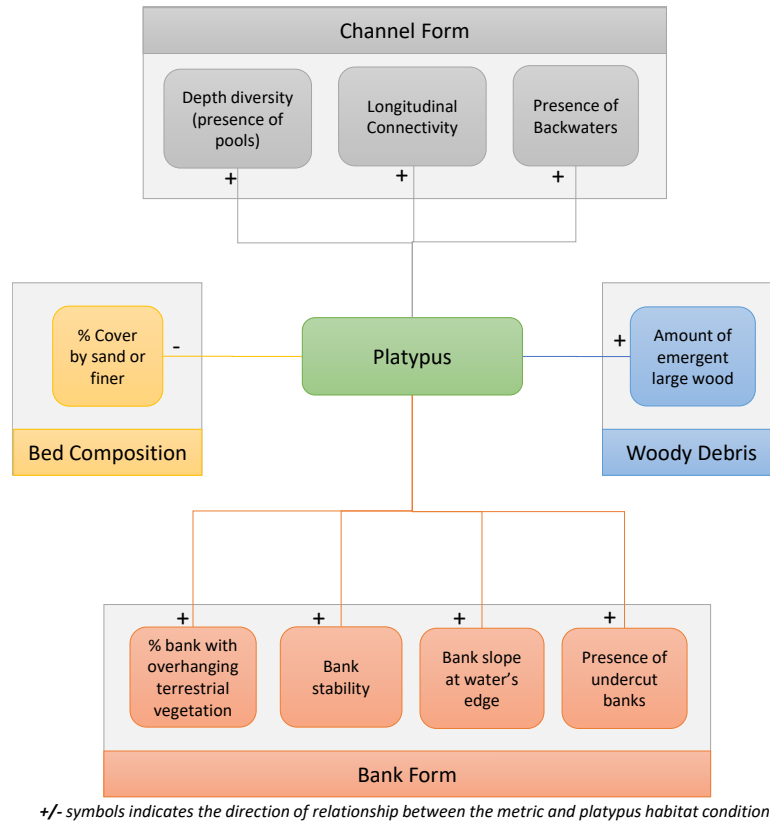 Channel Form
Depth diversity
(presence of
pools)
Longitudinal
Connectivity
Presence of
Backwaters
+
+
+
% Cover
by sand or
finer
-
Bed Composition
Platypus
+
Amount of
emergent
large wood
Woody Debris
+
+
+
+
% bank with
overhanging
terrestrial
vegetation
Bank
stability
Bank slope
at water's
edge
Presence of
undercut
banks
Bank Form
+/- symbols indicates the direction of relationship between the metric and platypus habitat condition